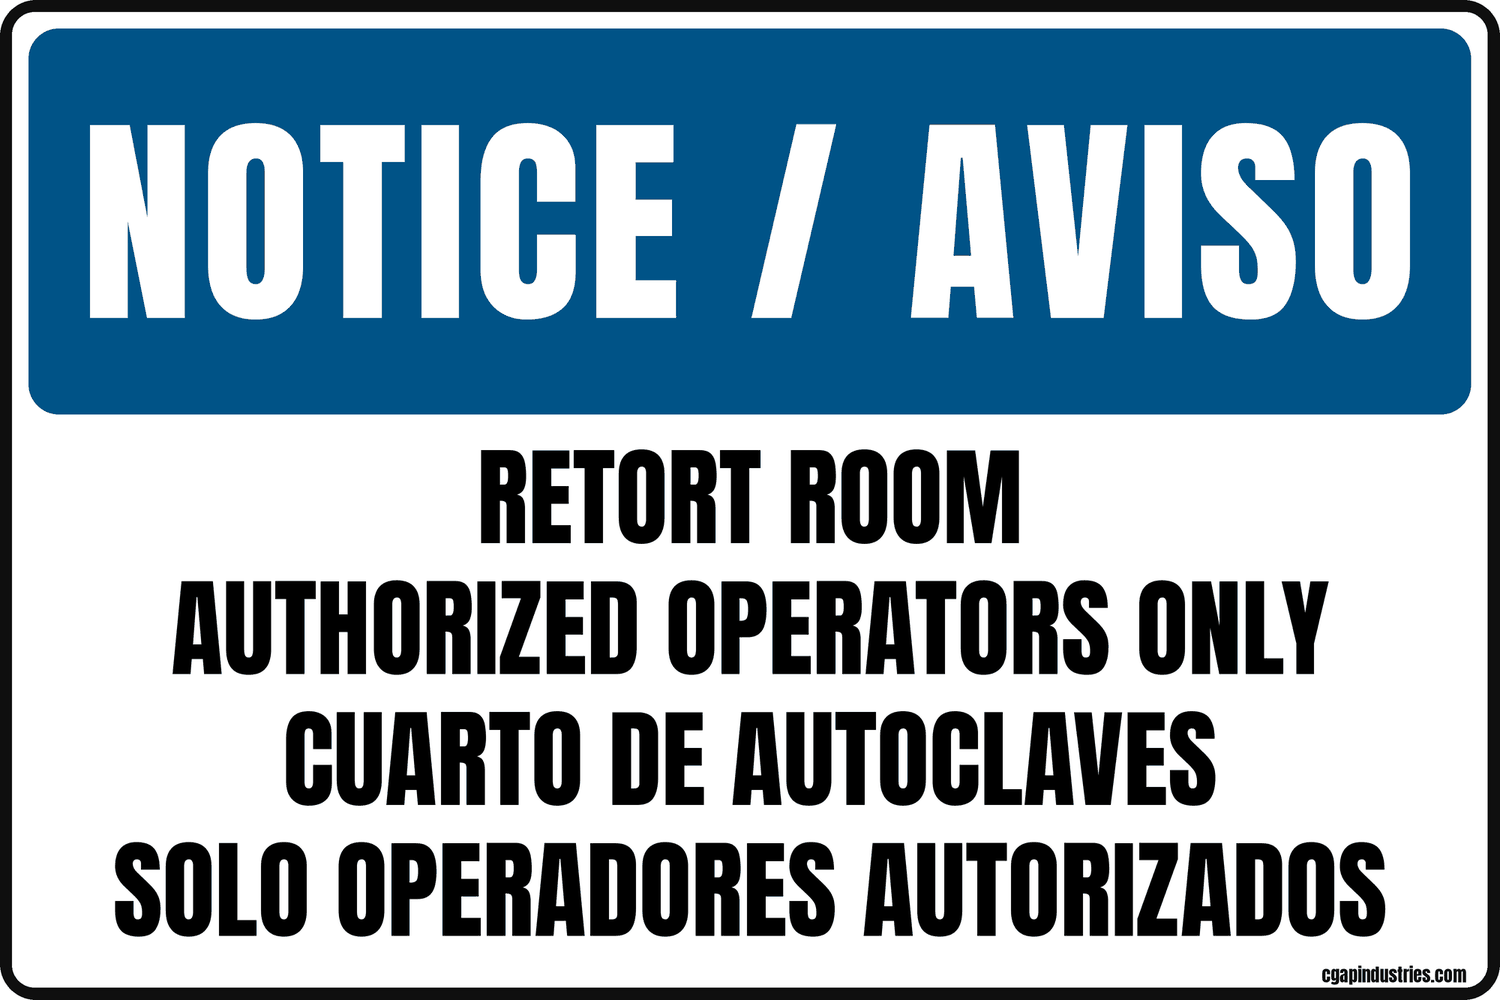 NOTICE / AVISO
RETORT ROOM
AUTHORIZED OPERATORS ONLY
CUARTO DE AUTOCLAVES
SOLO OPERADORES AUTORIZADOS
cgapindustries.com